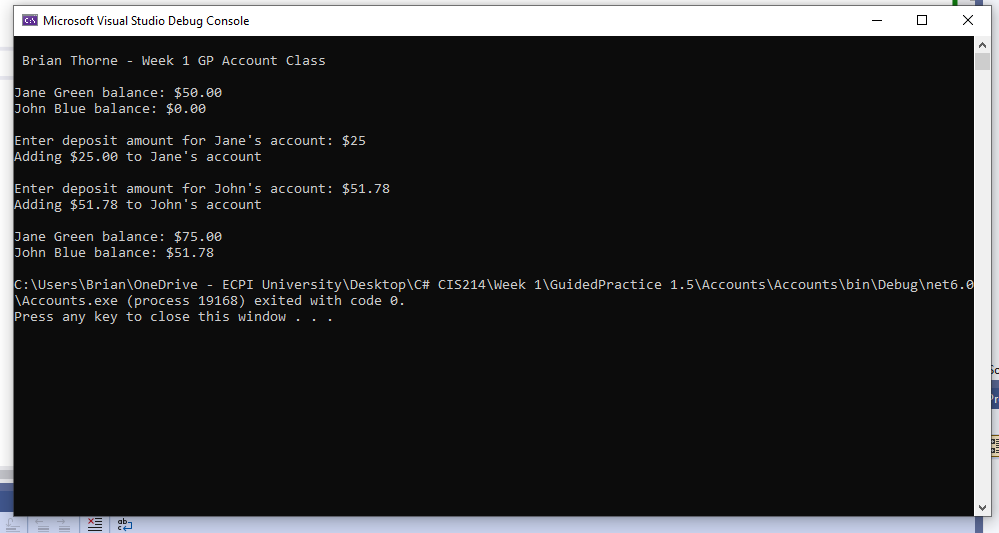 Microsoft Visual Studio Debug Console
Brian Thorne - Week 1 GP Account Class
Jane Green balance: $50.00
John Blue balance: $0.00
Enter deposit amount for Jane's account: $25
Adding $25.00 to Jane's account
Enter deposit amount for John's account: $51.78
Adding $51.78 to John's account
Jane Green balance: $75.00
John Blue balance: $51.78
C:\Users\Brian\OneDrive - ECPI University\Desktop\C# CIS214\Week 1\GuidedPractice 1.5\Accounts\Accounts\bin\Debug\net6.0
\Accounts.exe (process 19168) exited with code 0.
Press any key to close this window . . .